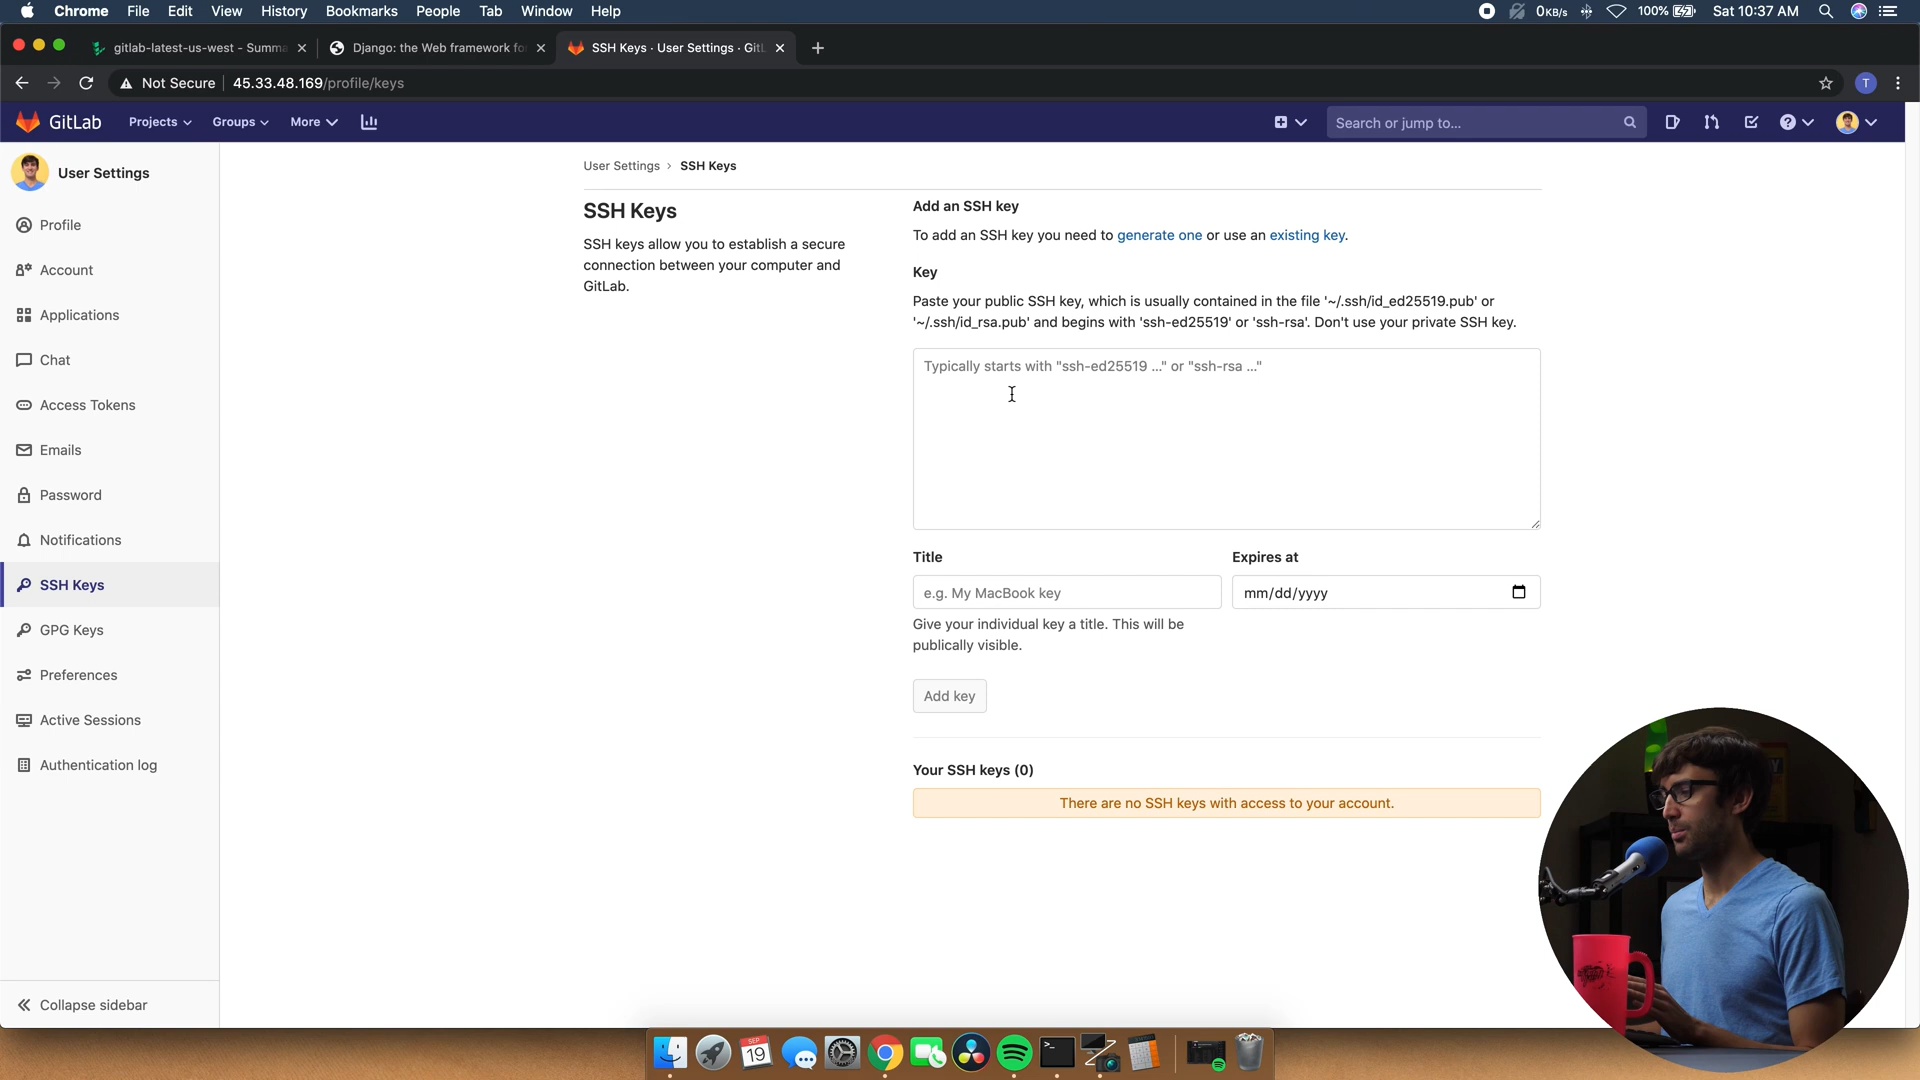 Chrome File Edit View History Bookmarks People Tab Window Help
0KB/s 100% Sat 10:37 AM
gitlab-latest-us-west - Summa
Django: the Web framework fo
SSH Keys · User Settings · GitL
Not Secure 45.33.48.169/profile/keys
T
GitLab Projects Groups More
Search or jump to...
User Settings
Profile
Account
Applications
Chat
Access Tokens
Emails
Password
Notifications
SSH Keys
GPG Keys
Preferences
Active Sessions
Authentication log
Collapse sidebar
User Settings › SSH Keys
SSH Keys
SSH keys allow you to establish a secure
connection between your computer and
GitLab.
Add an SSH key
To add an SSH key you need to generate one or use an existing key.
Key
Paste your public SSH key, which is usually contained in the file '~/.ssh/id_ed25519.pub' or
'~/.ssh/id_rsa.pub' and begins with 'ssh-ed25519' or 'ssh-rsa'. Don't use your private SSH key.
Typically starts with "ssh-ed25519 ..." or "ssh-rsa ..."
Title
Expires at
e.g. My MacBook key
mm/dd/yyyy
Give your individual key a title. This will be
publically visible.
Add key
Your SSH keys (0)
There are no SSH keys with access to your account.
SEP
19